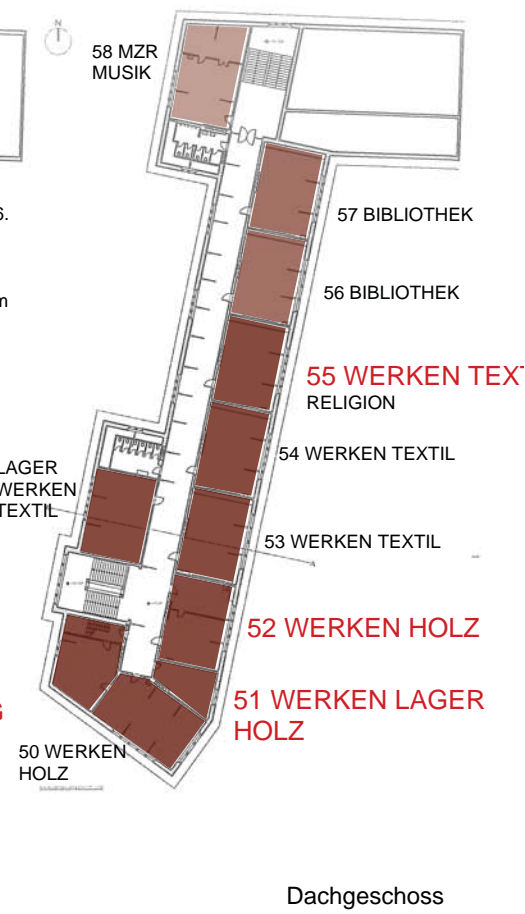 N
58 MZR
MUSIK
6.
57 BIBLIOTHEK
56 BIBLIOTHEK
55 WERKEN TEXT
RELIGION
LAGER
WERKEN
TEXTIL
54 WERKEN TEXTIL
53 WERKEN TEXTIL
52 WERKEN HOLZ
51 WERKEN LAGER
HOLZ
G
50 WERKEN
HOLZ
Dachgeschoss